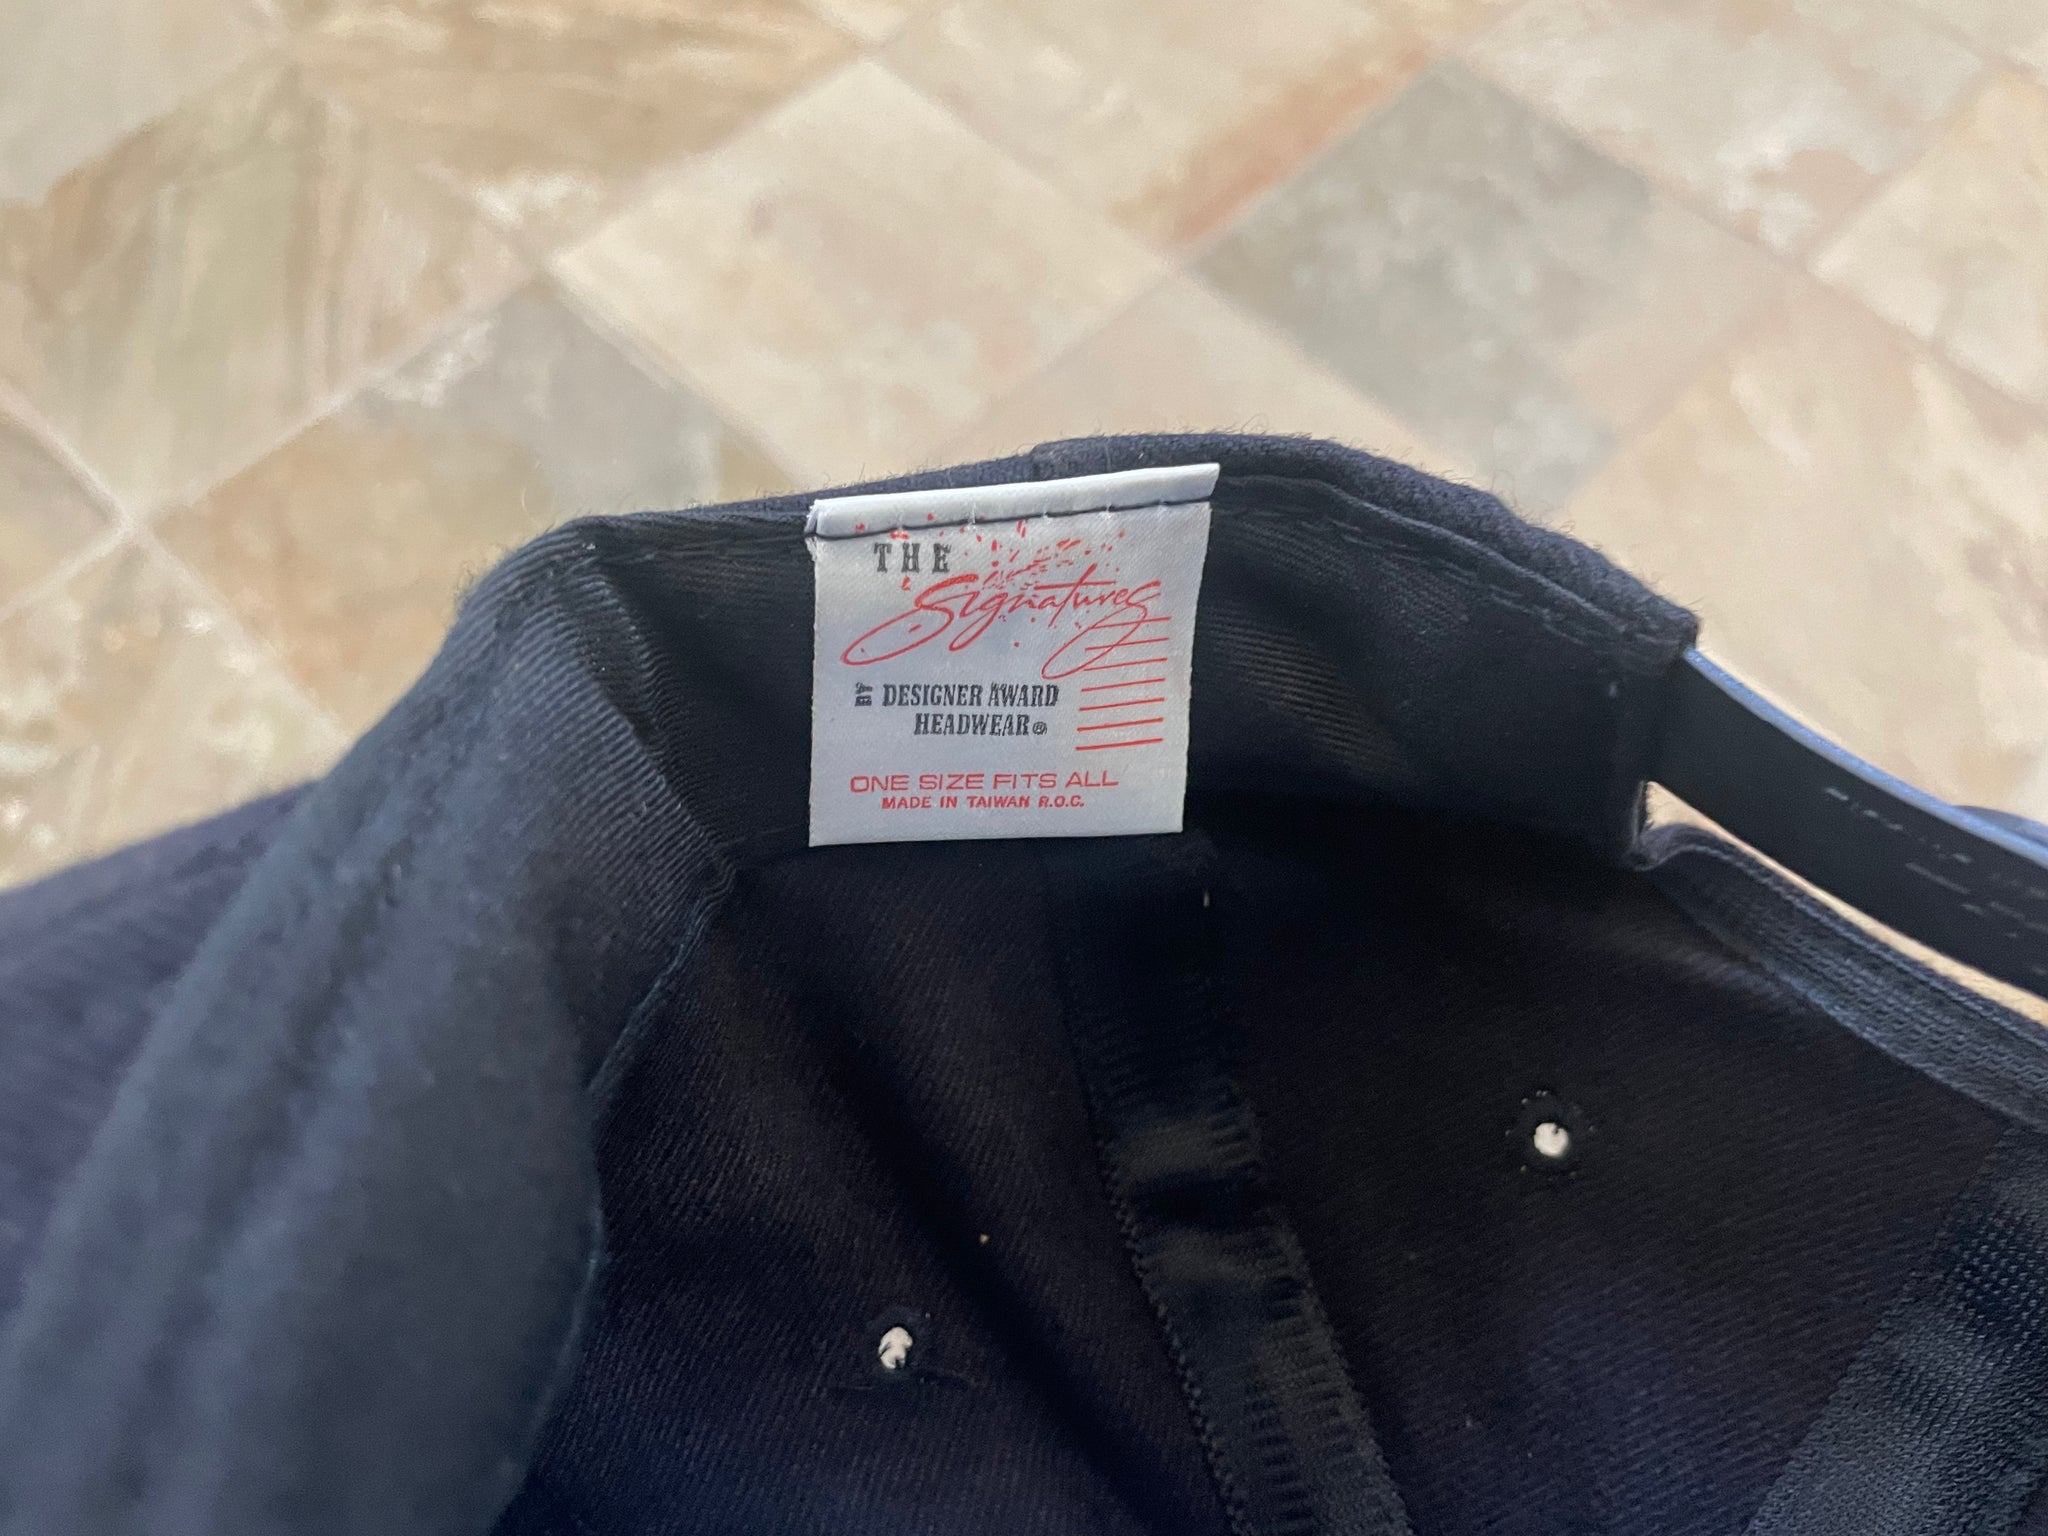 THE
Signatures
BY DESIGNER AWARD
HEADWEAR®
ONE SIZE FITS ALL
MADE IN TAIWAN R.O.C.